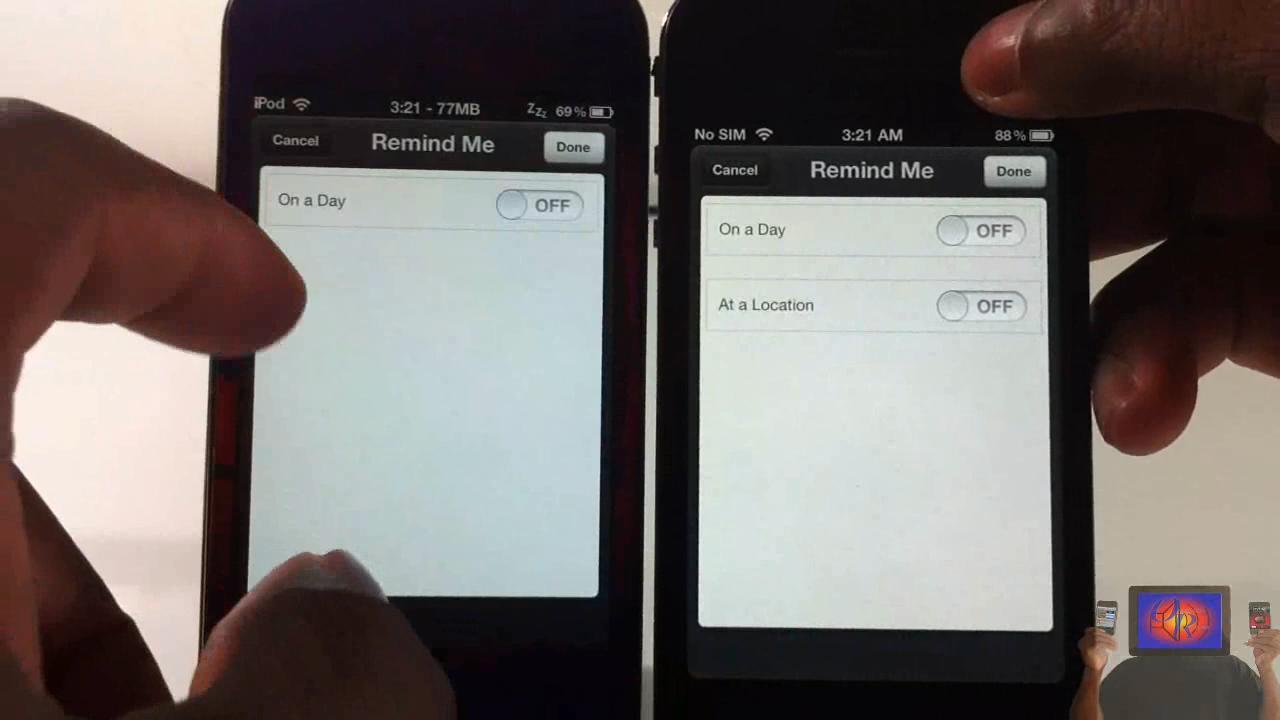 iPod 3:21 - 77MB Zzz 69%
Cancel Remind Me Done
On a Day OFF
No SIM 3:21 AM 88%
Cancel Remind Me Done
On a Day OFF
At a Location OFF